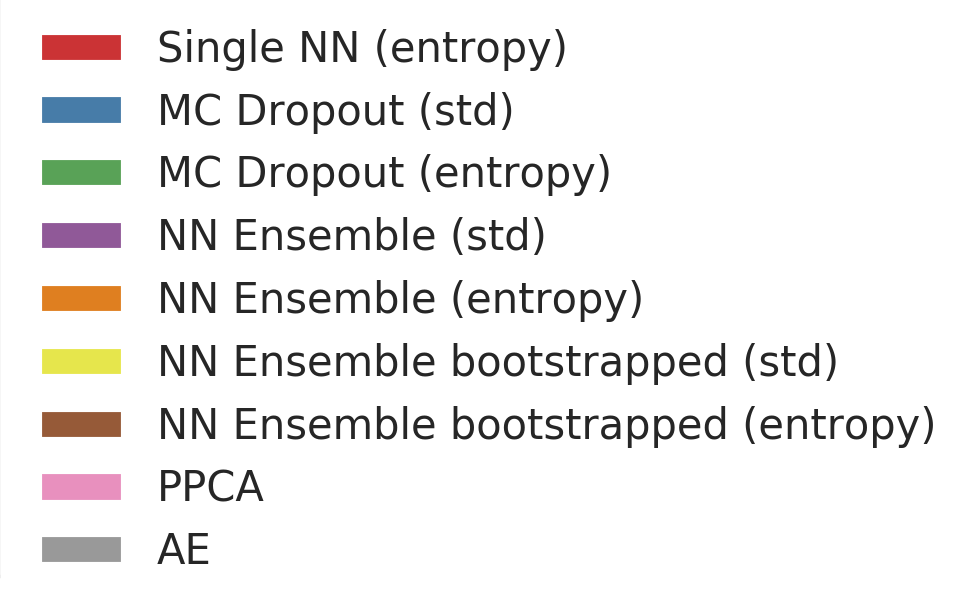 Single NN (entropy)
MC Dropout (std)
MC Dropout (entropy)
NN Ensemble (std)
NN Ensemble (entropy)
NN Ensemble bootstrapped (std)
NN Ensemble bootstrapped (entropy)
PPCA
AE